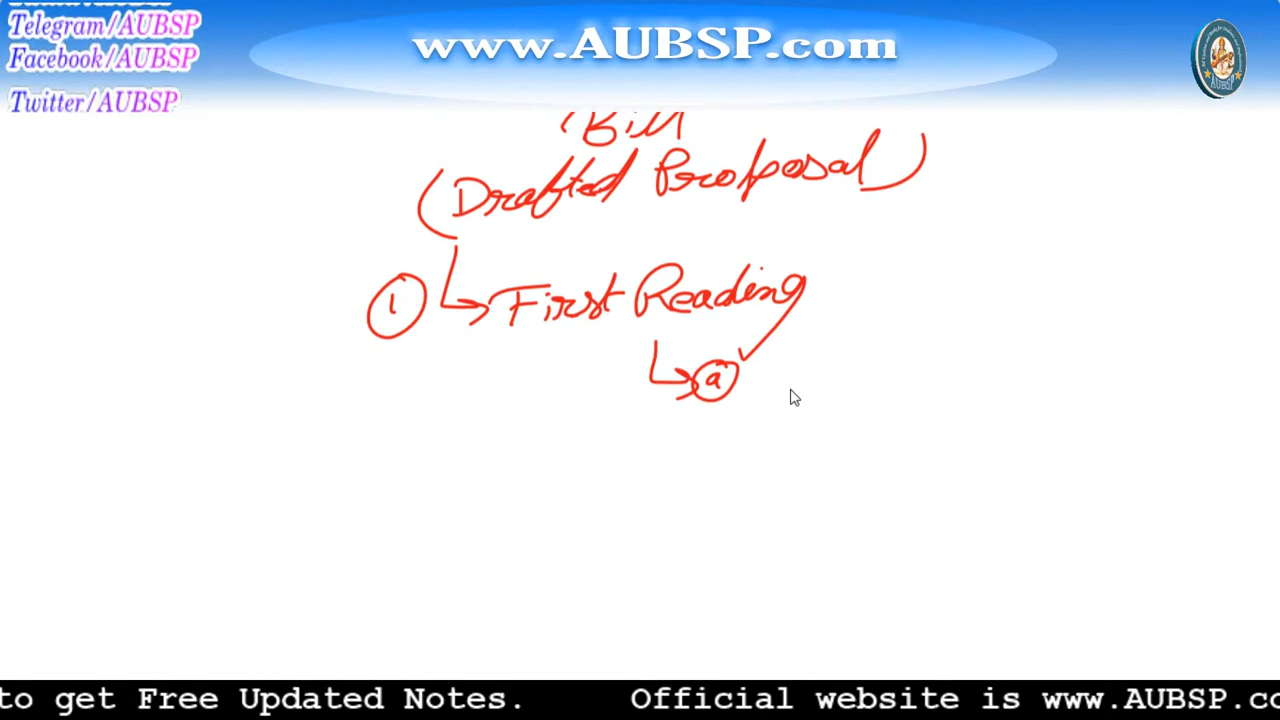 Telegram/AUBSP
Facebook/AUBSP
Twitter/AUBSP
www.AUBSP.com
AUBSP
(Bill
(Drafted Proposal)
1 First Reading
a
to get Free Updated Notes. Official website is www.AUBSP.co